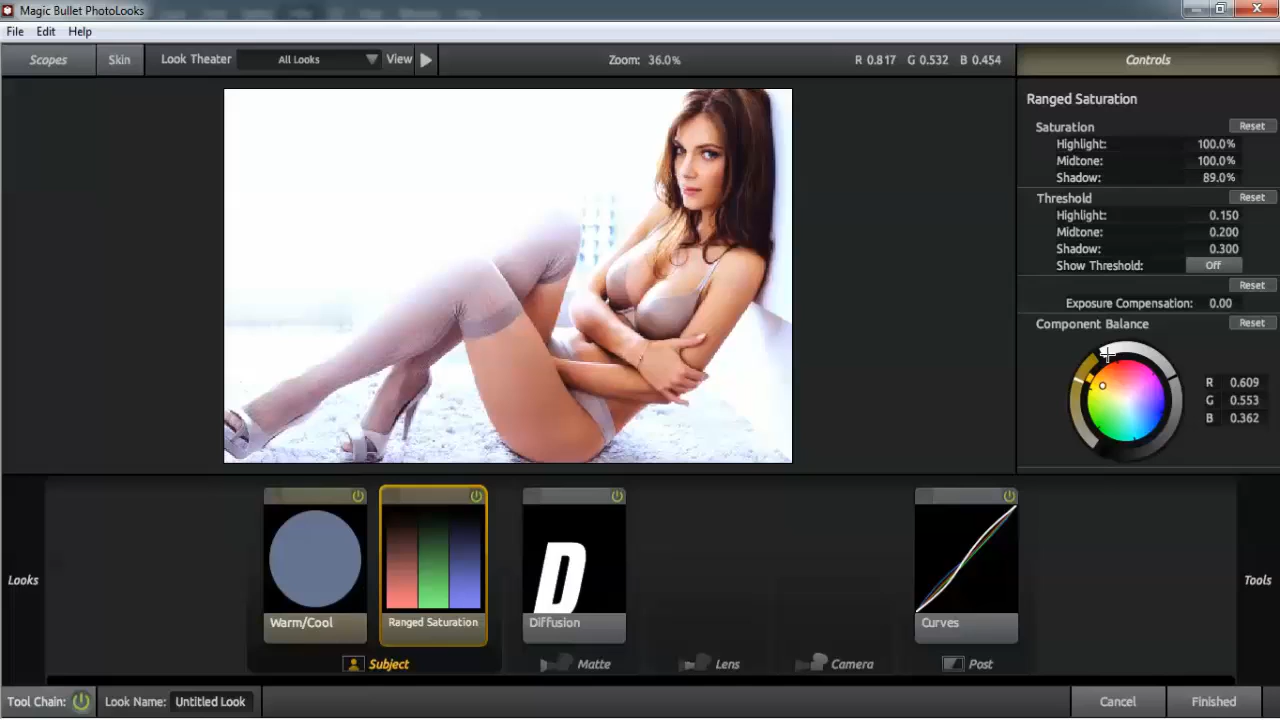 Magic Bullet PhotoLooks
File Edit Help
Scopes Skin Look Theater All Looks View Zoom: 36.0% R 0.817 G 0.532 B 0.454 Controls
Ranged Saturation
Saturation Reset
Highlight: 100.0%
Midtone: 100.0%
Shadow: 89.0%
Threshold Reset
Highlight: 0.150
Midtone: 0.200
Shadow: 0.300
Show Threshold: Off
Reset
Exposure Compensation: 0.00
Component Balance Reset
R 0.609
G 0.553
B 0.362
D
Looks Tools
Warm/Cool Ranged Saturation Diffusion Curves
Subject Matte Lens Camera Post
Tool Chain: Look Name: Untitled Look Cancel Finished